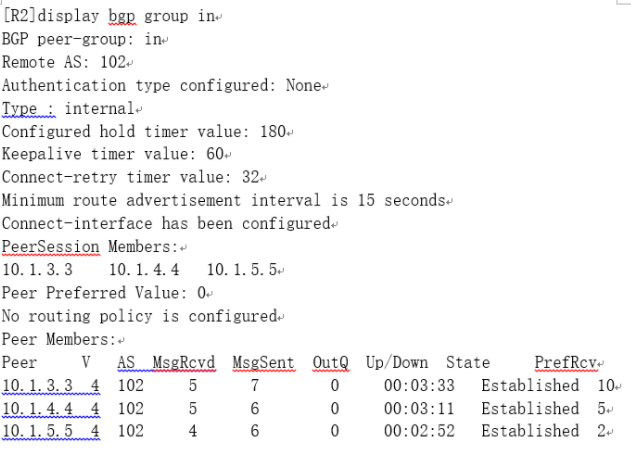 [R2]display bgp group in
BGP peer-group: in
Remote AS: 102
Authentication type configured: None
Type : internal
Configured hold timer value: 180
Keepalive timer value: 60
Connect-retry timer value: 32
Minimum route advertisement interval is 15 seconds
Connect-interface has been configured
PeerSession Members:
10.1.3.3 10.1.4.4 10.1.5.5
Peer Preferred Value: 0
No routing policy is configured
Peer Members:
Peer V AS MsgRcvd MsgSent OutQ Up/Down State PrefRcv
10.1.3.3 4 102 5 7 0 00:03:33 Established 10
10.1.4.4 4 102 5 6 0 00:03:11 Established 5
10.1.5.5 4 102 4 6 0 00:02:52 Established 2